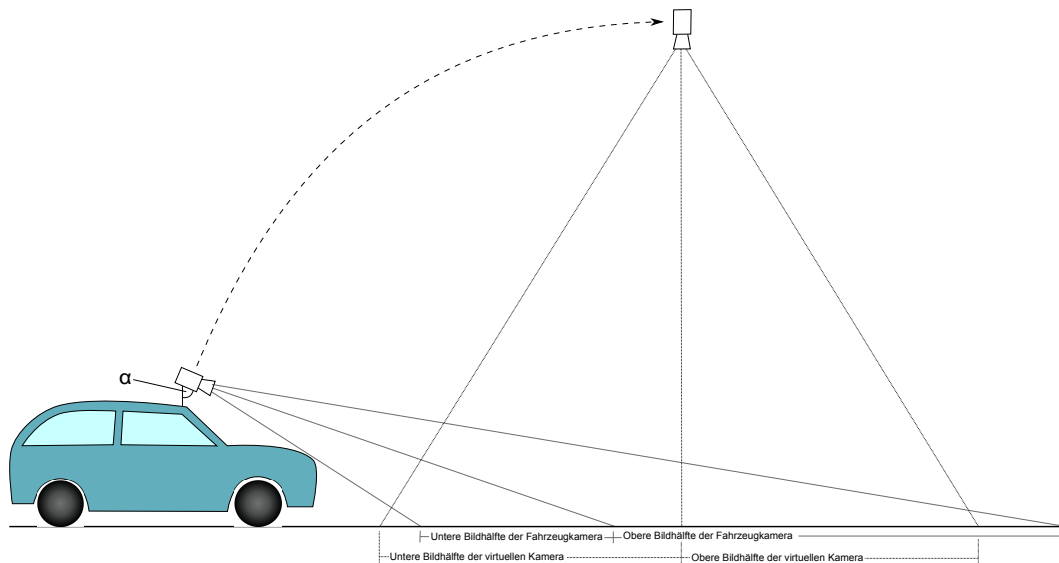 α
Untere Bildhälfte der Fahrzeugkamera
Obere Bildhälfte der Fahrzeugkamera
Untere Bildhälfte der virtuellen Kamera
Obere Bildhälfte der virtuellen Kamera